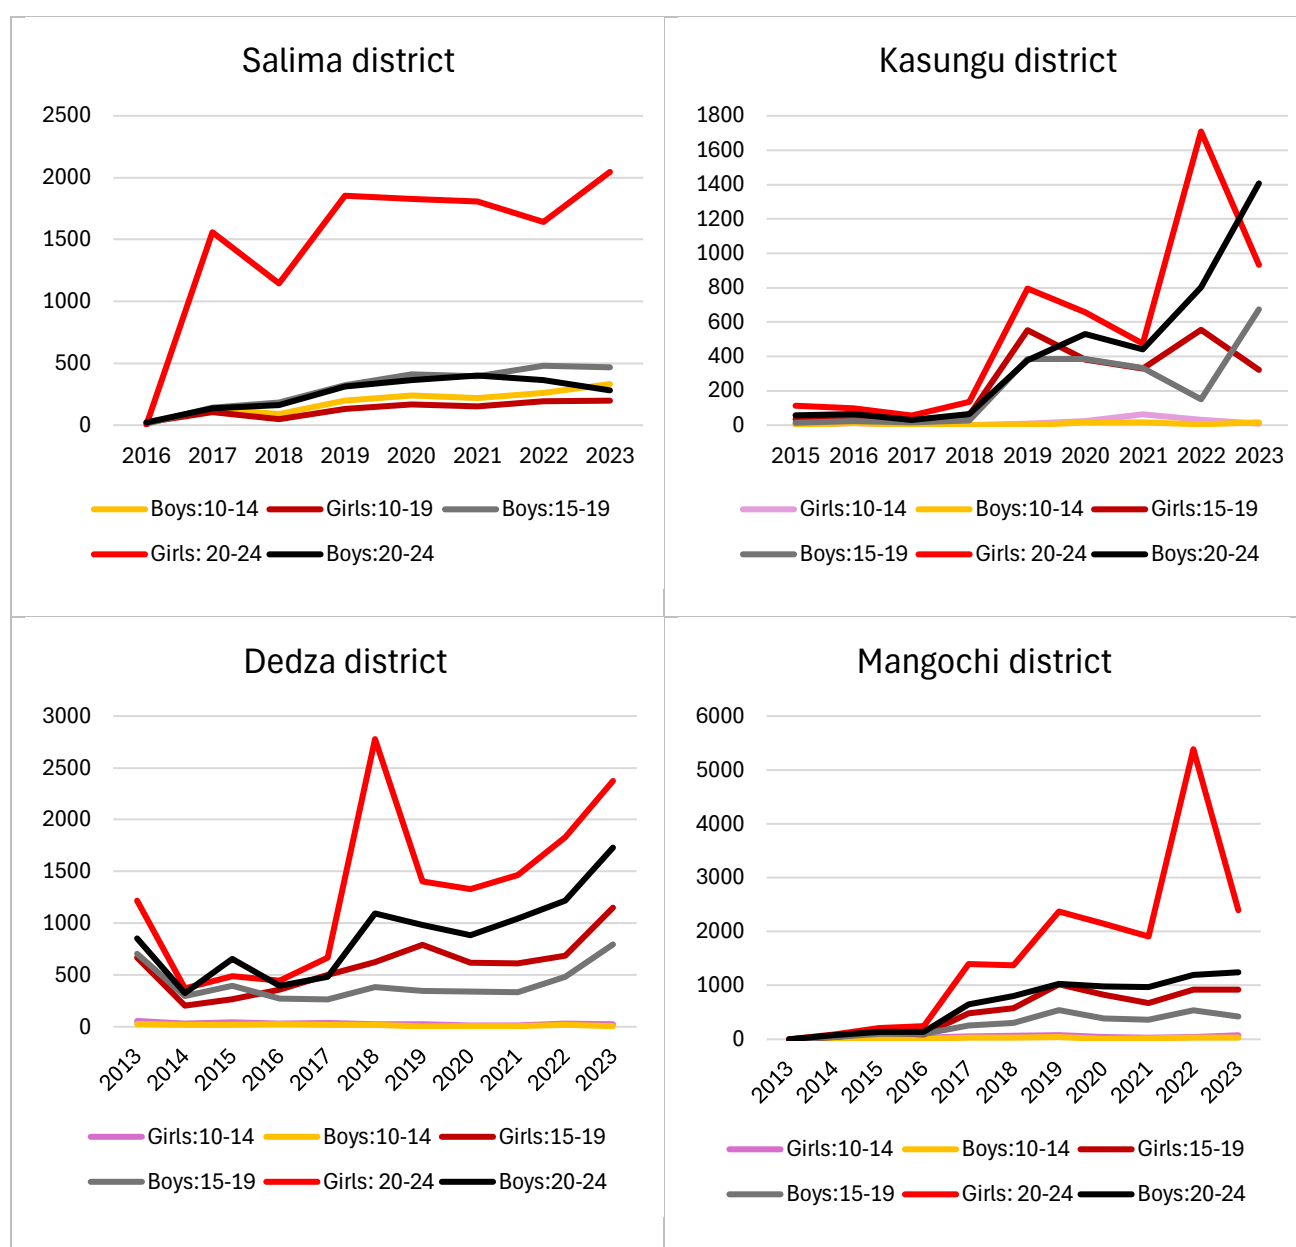 Salima district
2500
2000
1500
1000
500
0
2016 2017 2018 2019 2020 2021 2022 2023
Boys:10-14 Girls:10-19 Boys:15-19
Girls: 20-24 Boys:20-24
Kasungu district
1800
1600
1400
1200
1000
800
600
400
200
0
2015 2016 2017 2018 2019 2020 2021 2022 2023
Girls:10-14 Boys:10-14 Girls:15-19
Boys:15-19 Girls: 20-24 Boys:20-24
Dedza district
3000
2500
2000
1500
1000
500
0
2013 2014 2015 2016 2017 2018 2019 2020 2021 2022 2023
Girls:10-14 Boys:10-14 Girls:15-19
Boys:15-19 Girls: 20-24 Boys:20-24
Mangochi district
6000
5000
4000
3000
2000
1000
0
2013 2014 2015 2016 2017 2018 2019 2020 2021 2022 2023
Girls:10-14 Boys:10-14 Girls:15-19
Boys:15-19 Girls: 20-24 Boys:20-24